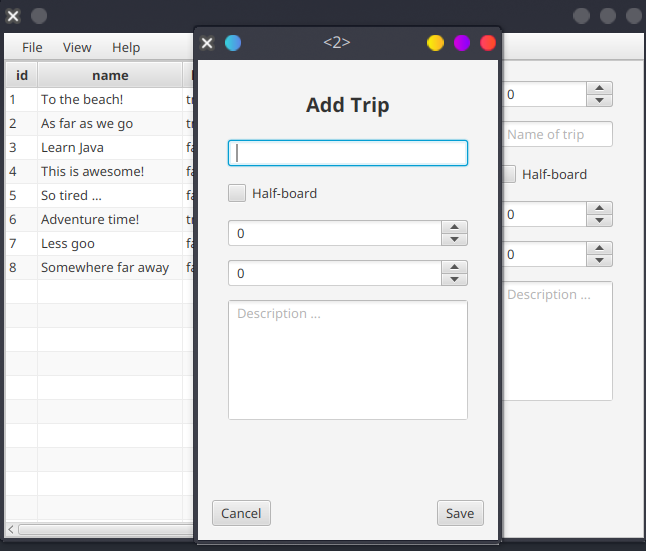 <2>
File View Help
id name
1 To the beach! tr
2 As far as we go tr
3 Learn Java fa
4 This is awesome! fa
5 So tired ... fa
6 Adventure time! tr
7 Less goo fa
8 Somewhere far away fa
Add Trip
Half-board
0
0
Description ...
Cancel Save
0
Name of trip
Half-board
0
0
Description ...